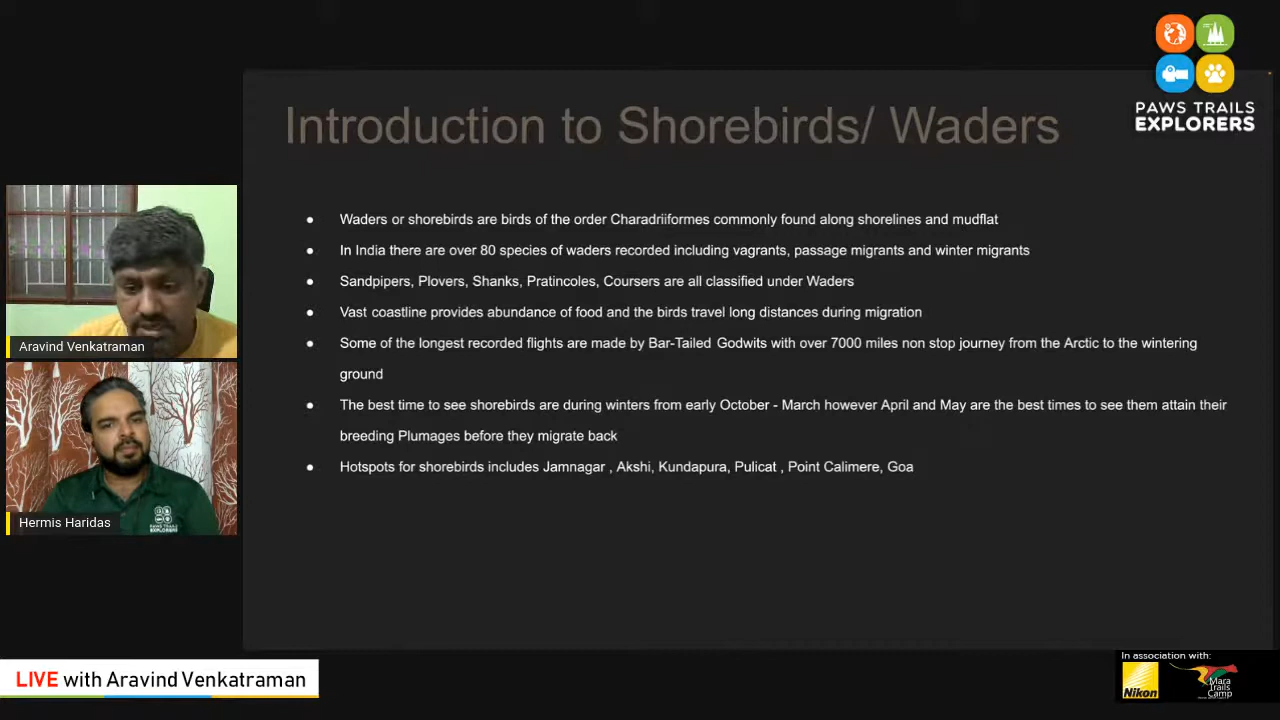 PAWS TRAILS
EXPLORERS
Introduction to Shorebirds/ Waders
● Waders or shorebirds are birds of the order Charadriiformes commonly found along shorelines and mudflat
● In India there are over 80 species of waders recorded including vagrants, passage migrants and winter migrants
● Sandpipers, Plovers, Shanks, Pratincoles, Coursers are all classified under Waders
● Vast coastline provides abundance of food and the birds travel long distances during migration
● Some of the longest recorded flights are made by Bar-Tailed Godwits with over 7000 miles non stop journey from the Arctic to the wintering
ground
● The best time to see shorebirds are during winters from early October - March however April and May are the best times to see them attain their
breeding Plumages before they migrate back
● Hotspots for shorebirds includes Jamnagar , Akshi, Kundapura, Pulicat , Point Calimere, Goa
Aravind Venkatraman
PAWS TRAILS
EXPLORERS
Hermis Haridas
LIVE with Aravind Venkatraman
In association with:
Nikon
Mara
Trails
Camp